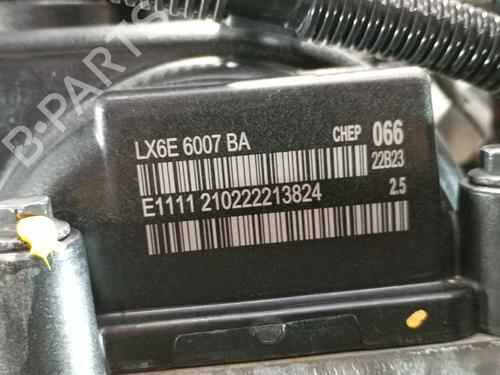 B-PARTS
LX6E 6007 BA CHEP 066
22B23
E1111 210222213824 2.5